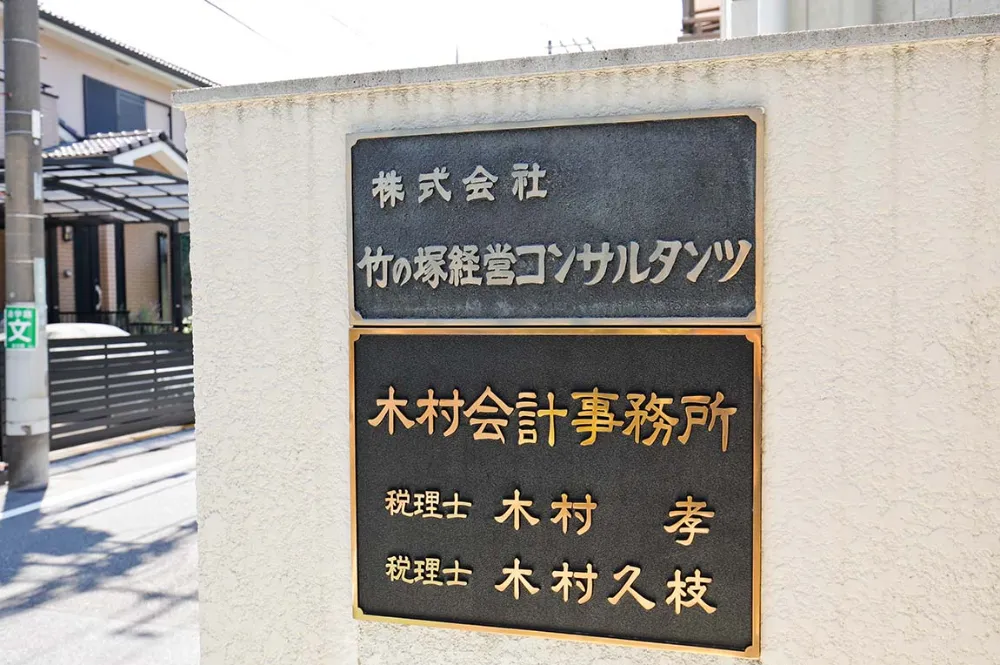 株式会社
竹の塚経営コンサルタンツ
木村会計事務所
税理士 木村 孝
税理士 木村久枝
文